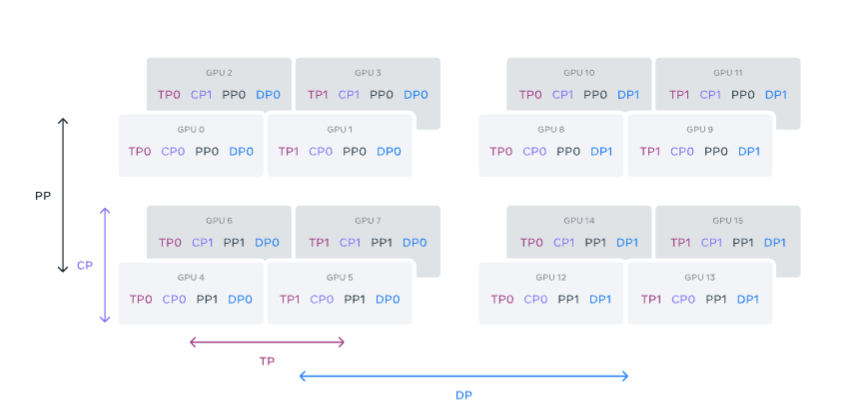 GPU 2 GPU 3 GPU 10 GPU 11
TP0 CP1 PP0 DP0 TP1 CP1 PP0 DP0 TP0 CP1 PP0 DP1 TP1 CP1 PP0 DP1
GPU 0 GPU 1 GPU 8 GPU 9
TP0 CP0 PP0 DP0 TP1 CP0 PP0 DP0 TP0 CP0 PP0 DP1 TP1 CP0 PP0 DP1
PP
GPU 6 GPU 7 GPU 14 GPU 15
TP0 CP1 PP1 DP0 TP1 CP1 PP1 DP0 TP0 CP1 PP1 DP1 TP1 CP1 PP1 DP1
CP
GPU 4 GPU 5 GPU 12 GPU 13
TP0 CP0 PP1 DP0 TP1 CP0 PP1 DP0 TP0 CP0 PP1 DP1 TP1 CP0 PP1 DP1
TP
DP